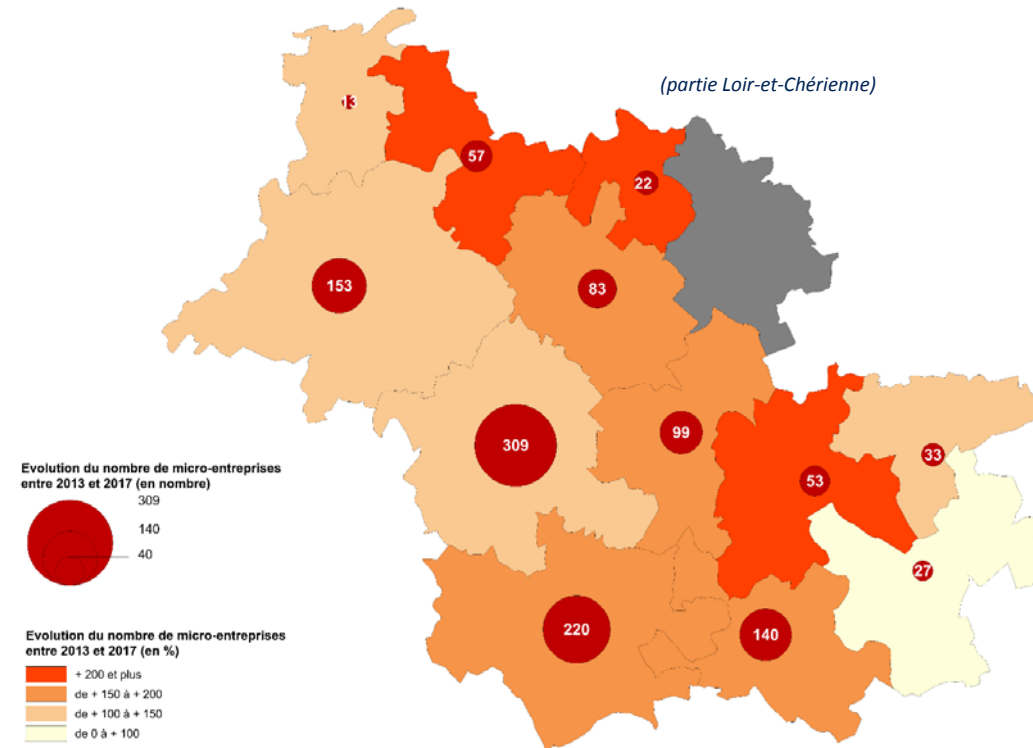 (partie Loir-et-Chérienne)
13
57
22
153
83
309
99
33
53
27
220
140
Evolution du nombre de micro-entreprises
entre 2013 et 2017 (en nombre)
309
140
40
Evolution du nombre de micro-entreprises
entre 2013 et 2017 (en %)
+ 200 et plus
de + 150 à + 200
de + 100 à + 150
de 0 à + 100